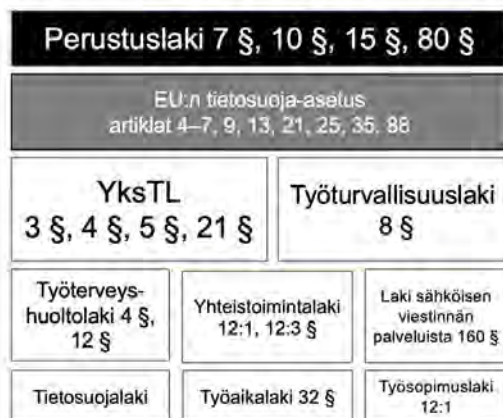 Perustuslaki 7 §, 10 §, 15 §, 80 §
EU:n tietosuoja-asetus
artiklat 4–7, 9, 13, 21, 25, 35, 88
YksTL
3 §, 4 §, 5 §, 21 §
Työturvallisuuslaki
8 §
Työterveys-
huoltolaki 4 §,
12 §
Yhteistoimintalaki
12:1, 12:3 §
Laki sähköisen
viestinnän
palveluista 160 §
Tietosuojalaki
Työaikalaki 32 §
Työsopimuslaki
12:1